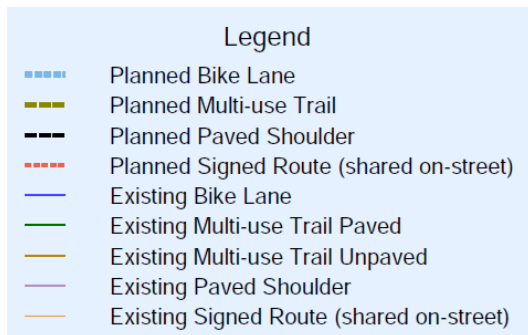 Legend
Planned Bike Lane
Planned Multi-use Trail
Planned Paved Shoulder
Planned Signed Route (shared on-street)
Existing Bike Lane
Existing Multi-use Trail Paved
Existing Multi-use Trail Unpaved
Existing Paved Shoulder
Existing Signed Route (shared on-street)